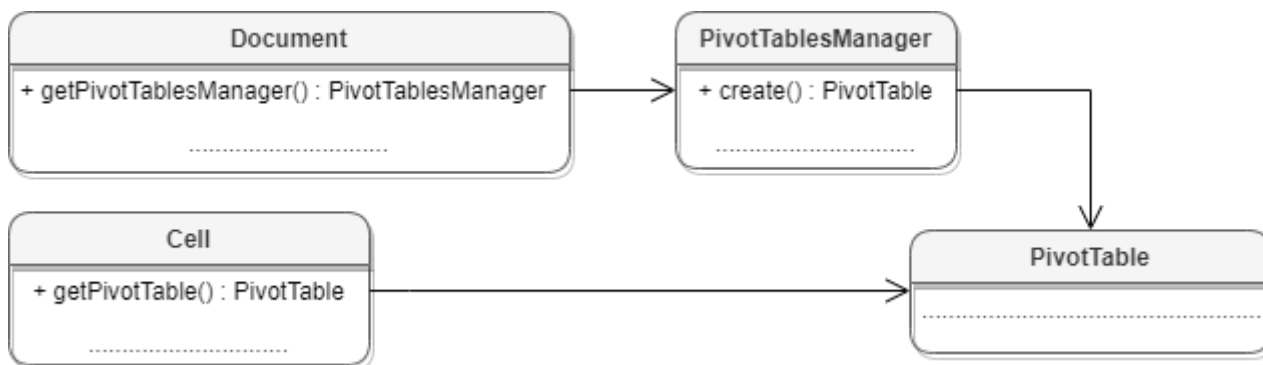 Document
+ getPivotTablesManager() : PivotTablesManager
..............................
PivotTablesManager
+ create() : PivotTable
..............................
Cell
+ getPivotTable() : PivotTable
..............................
PivotTable
...................................................